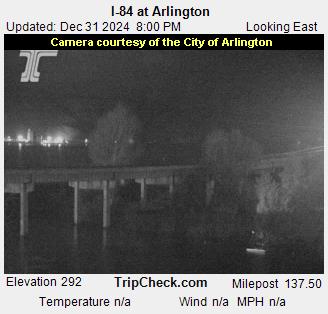 I-84 at Arlington
Updated: Dec 31 2024 8:00 PM Looking East
Camera courtesy of the City of Arlington
Elevation 292 TripCheck.com Milepost 137.50
Temperature n/a Wind n/a MPH n/a